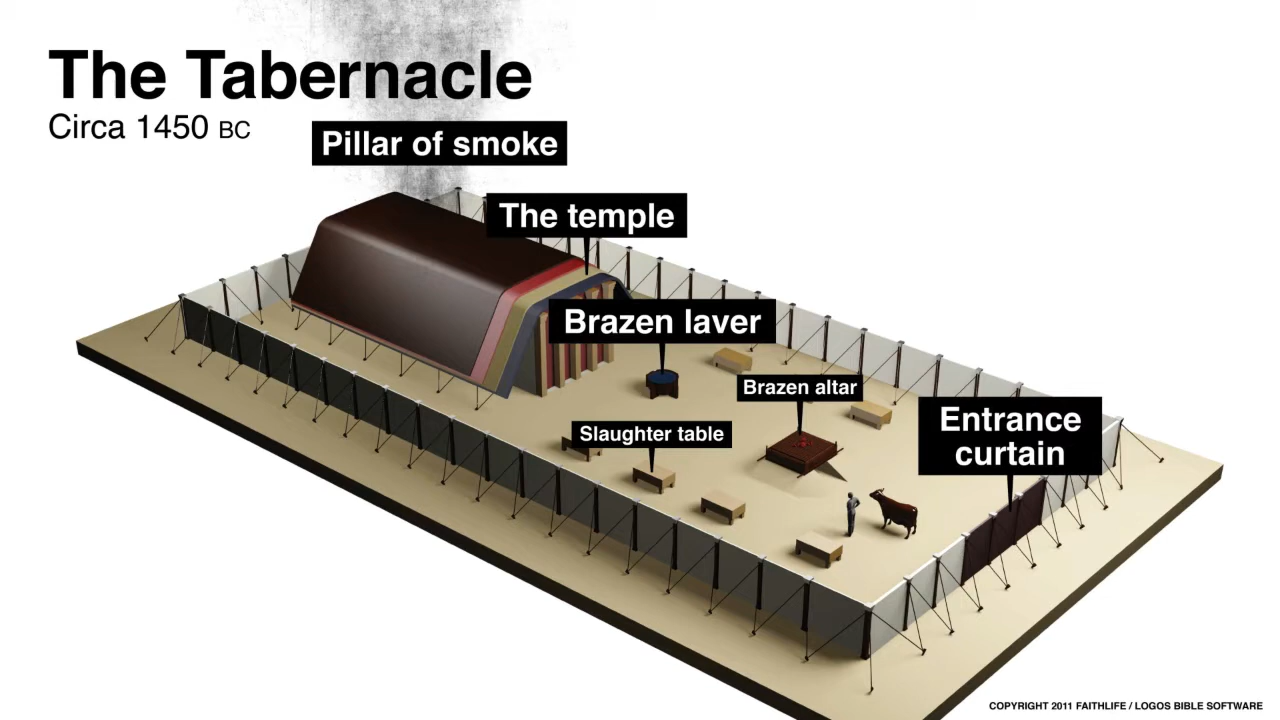 The Tabernacle
Circa 1450 BC
Pillar of smoke
The temple
Brazen laver
Brazen altar
Slaughter table
Entrance
curtain
COPYRIGHT 2011 FAITHLIFE / LOGOS BIBLE SOFTWARE